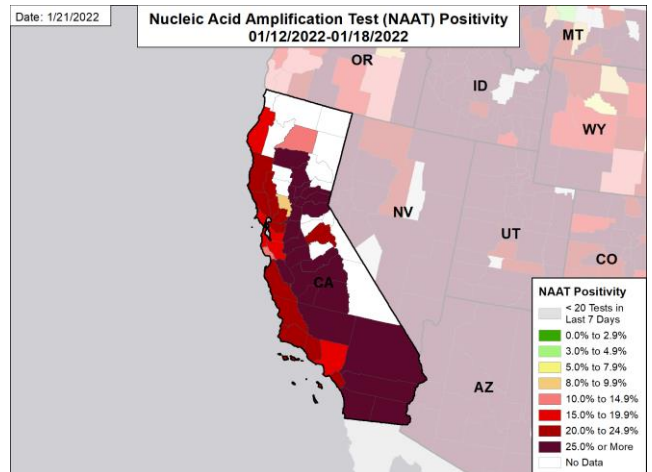 Date: 1/21/2022
Nucleic Acid Amplification Test (NAAT) Positivity
01/12/2022-01/18/2022
MT
OR
ID
WY
NV
UT
CO
CA
AZ
NAAT Positivity
< 20 Tests in
Last 7 Days
0.0% to 2.9%
3.0% to 4.9%
5.0% to 7.9%
8.0% to 9.9%
10.0% to 14.9%
15.0% to 19.9%
20.0% to 24.9%
25.0% or More
No Data